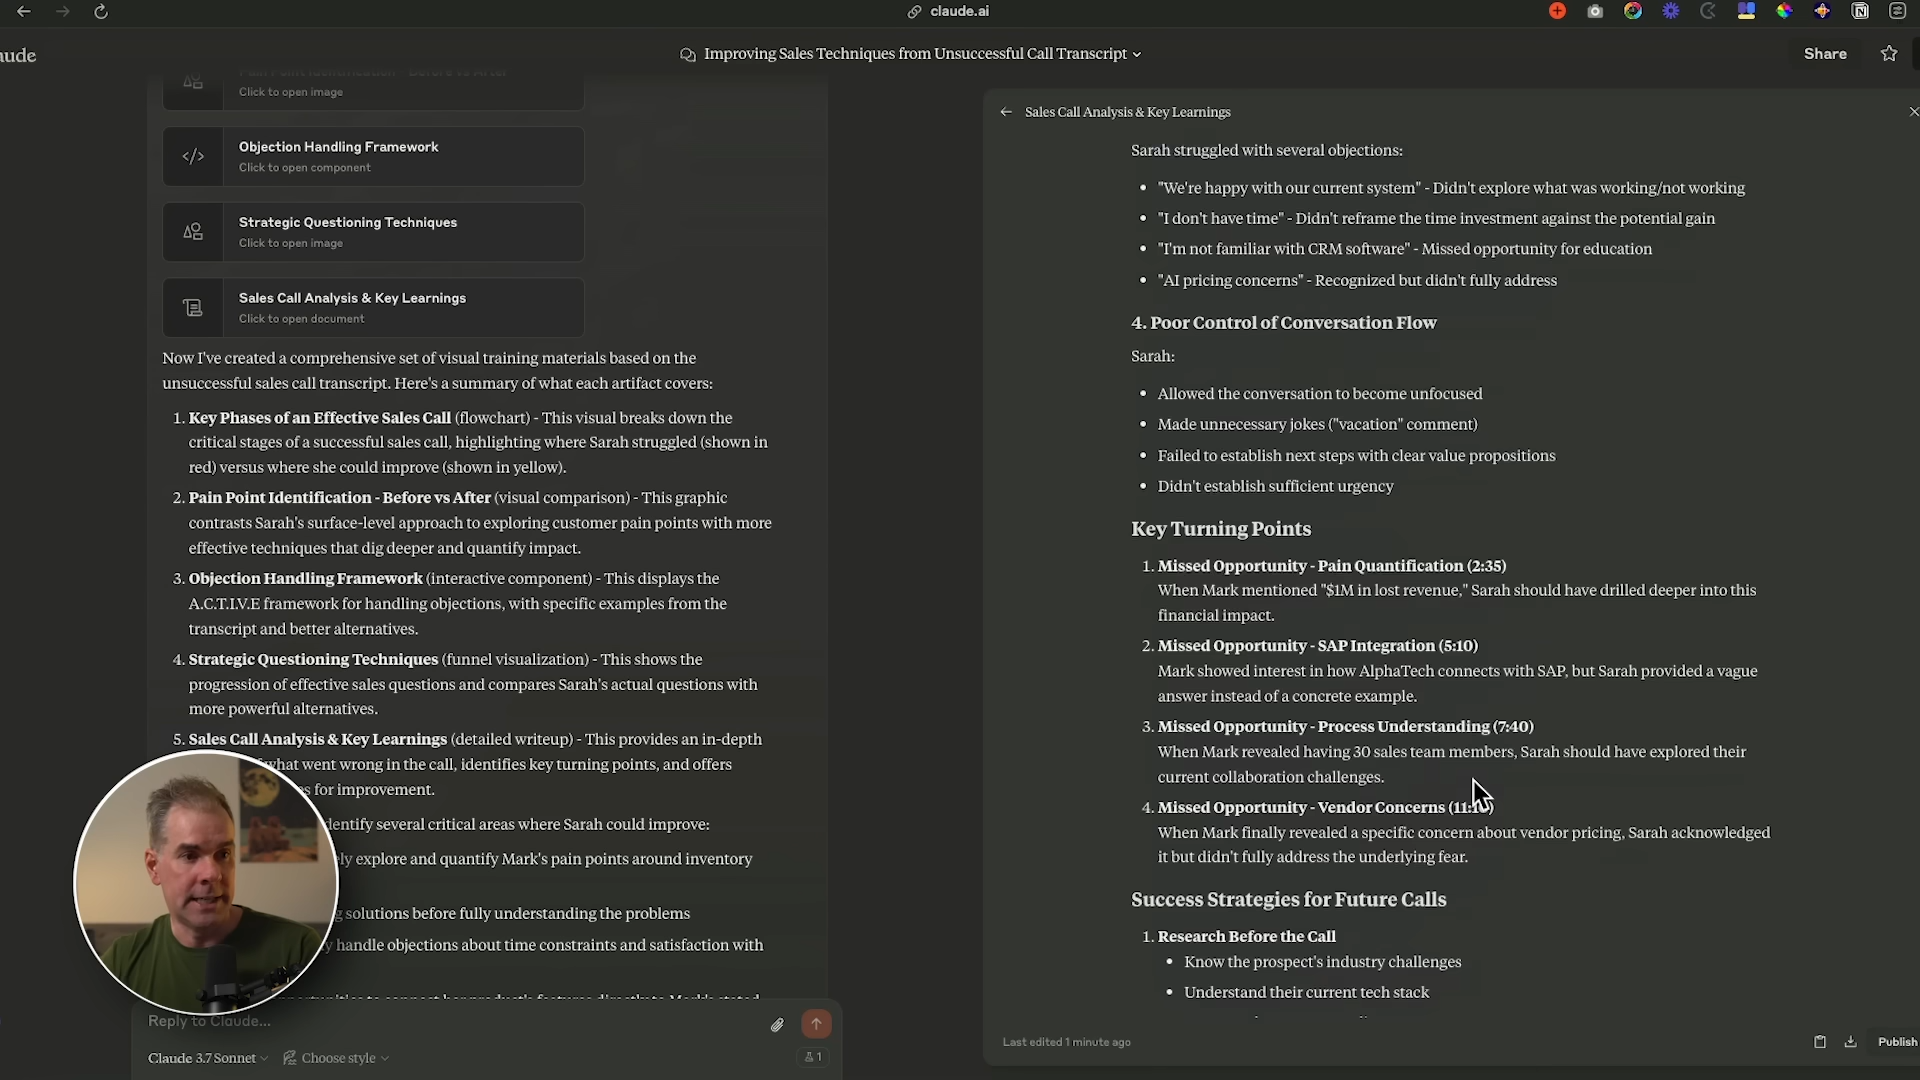 claude.ai
aude
Improving Sales Techniques from Unsuccessful Call Transcript
Share
Pain Point Identification - Before vs After
Click to open image
Objection Handling Framework
Click to open component
Strategic Questioning Techniques
Click to open image
Sales Call Analysis & Key Learnings
Click to open document
Now I've created a comprehensive set of visual training materials based on the
unsuccessful sales call transcript. Here's a summary of what each artifact covers:
1. Key Phases of an Effective Sales Call (flowchart) - This visual breaks down the
critical stages of a successful sales call, highlighting where Sarah struggled (shown in
red) versus where she could improve (shown in yellow).
2. Pain Point Identification - Before vs After (visual comparison) - This graphic
contrasts Sarah's surface-level approach to exploring customer pain points with more
effective techniques that dig deeper and quantify impact.
3. Objection Handling Framework (interactive component) - This displays the
A.C.T.I.V.E framework for handling objections, with specific examples from the
transcript and better alternatives.
4. Strategic Questioning Techniques (funnel visualization) - This shows the
progression of effective sales questions and compares Sarah's actual questions with
more powerful alternatives.
5. Sales Call Analysis & Key Learnings (detailed writeup) - This provides an in-depth
what went wrong in the call, identifies key turning points, and offers
for improvement.
identify several critical areas where Sarah could improve:
explore and quantify Mark's pain points around inventory
solutions before fully understanding the problems
handle objections about time constraints and satisfaction with
Reply to Claude...
Claude 3.7 Sonnet
Choose style
1
Sales Call Analysis & Key Learnings
Sarah struggled with several objections:
• "We're happy with our current system" - Didn't explore what was working/not working
• "I don't have time" - Didn't reframe the time investment against the potential gain
• "I'm not familiar with CRM software" - Missed opportunity for education
• "AI pricing concerns" - Recognized but didn't fully address
4. Poor Control of Conversation Flow
Sarah:
• Allowed the conversation to become unfocused
• Made unnecessary jokes ("vacation" comment)
• Failed to establish next steps with clear value propositions
• Didn't establish sufficient urgency
Key Turning Points
1. Missed Opportunity - Pain Quantification (2:35)
When Mark mentioned "$1M in lost revenue," Sarah should have drilled deeper into this
financial impact.
2. Missed Opportunity - SAP Integration (5:10)
Mark showed interest in how AlphaTech connects with SAP, but Sarah provided a vague
answer instead of a concrete example.
3. Missed Opportunity - Process Understanding (7:40)
When Mark revealed having 30 sales team members, Sarah should have explored their
current collaboration challenges.
4. Missed Opportunity - Vendor Concerns
When Mark finally revealed a specific concern about vendor pricing, Sarah acknowledged
it but didn't fully address the underlying fear.
Success Strategies for Future Calls
1. Research Before the Call
• Know the prospect's industry challenges
• Understand their current tech stack
Last edited 1 minute ago
Publish